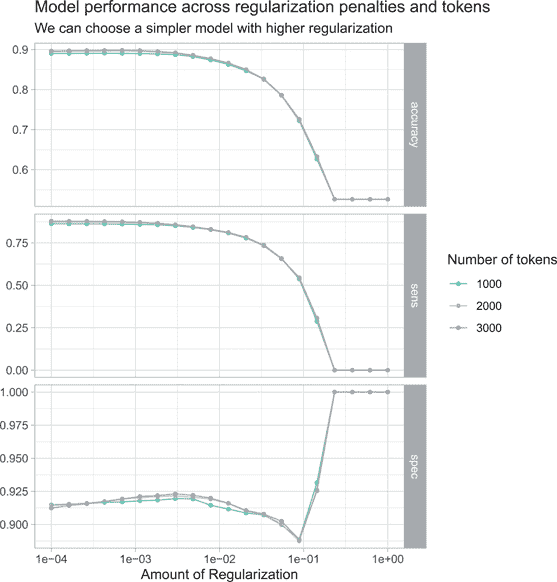 Model performance across regularization penalties and tokens
We can choose a simpler model with higher regularization
0.9
0.8
0.7
0.6
accuracy
0.75
0.50
0.25
0.00
sens
1.000
0.975
0.950
0.925
0.900
spec
1e−04
1e−03
1e−02
1e−01
1e+00
Amount of Regularization
Number of tokens
1000
2000
3000